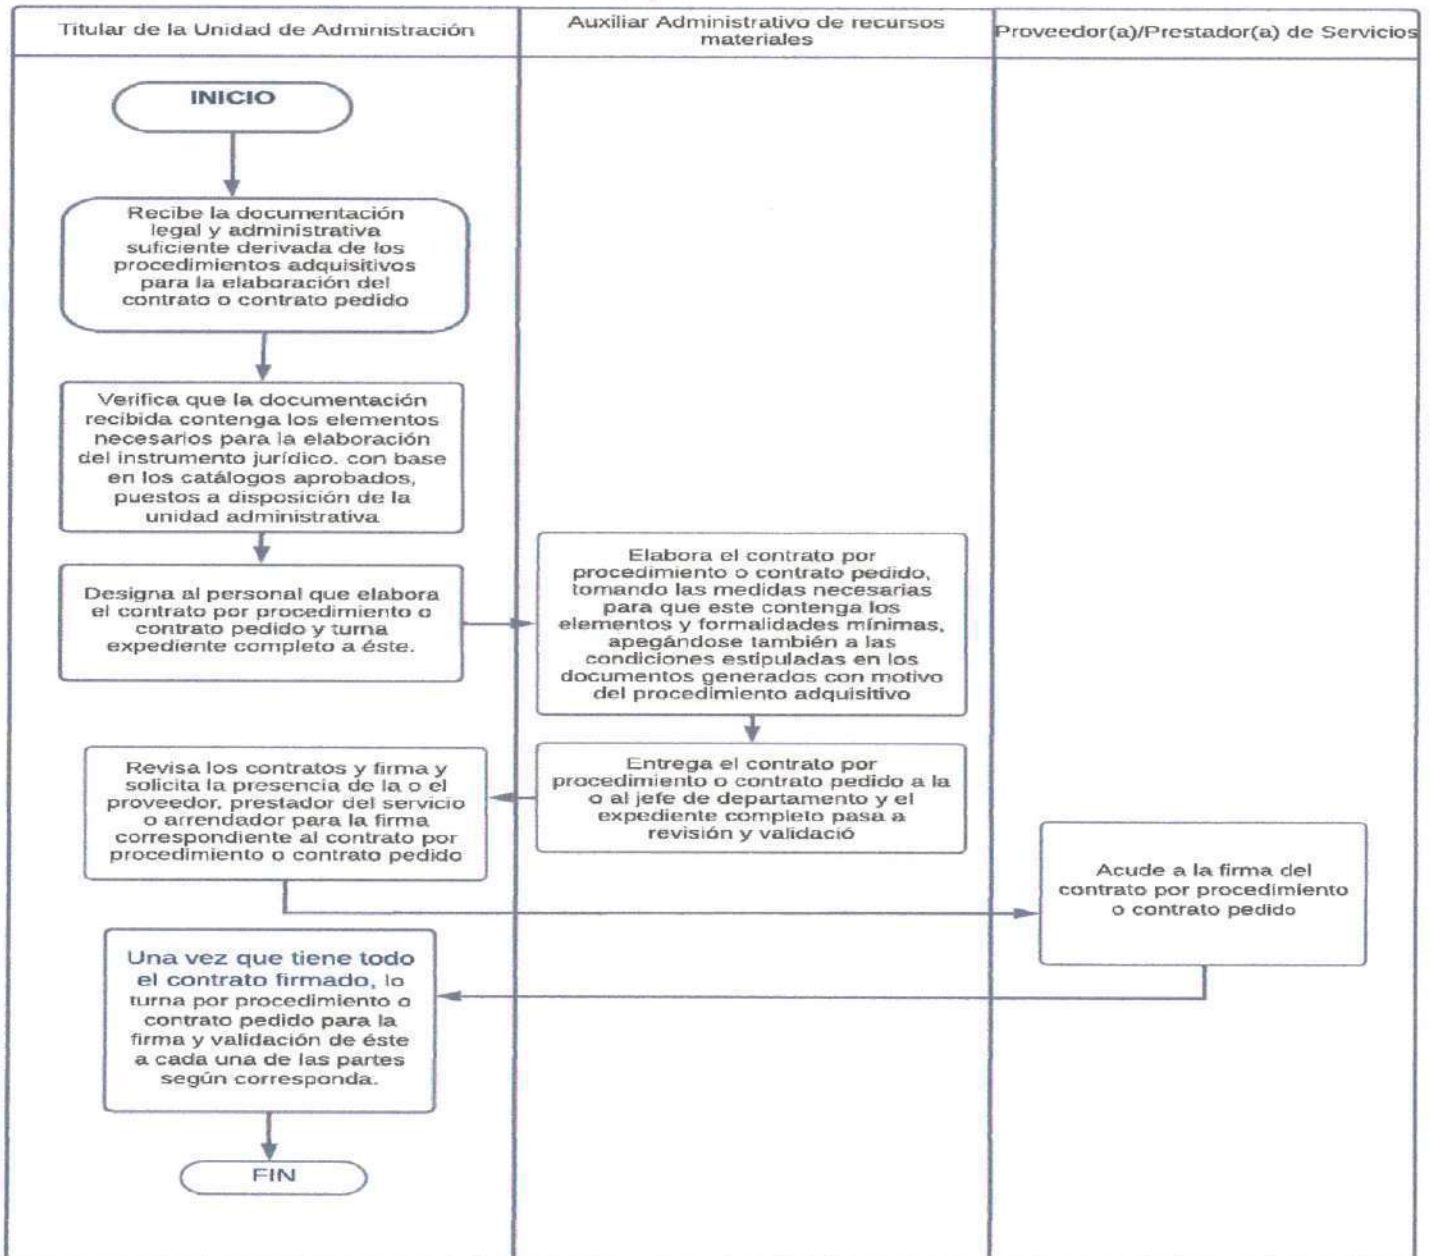 Titular de la Unidad de Administración
Auxiliar Administrativo de recursos
materiales
Proveedor(a)/Prestador(a) de Servicios
INICIO
Recibe la documentación
legal y administrativa
suficiente derivada de los
procedimientos adquisitivos
para la elaboración del
contrato o contrato pedido
Verifica que la documentación
recibida contenga los elementos
necesarios para la elaboración
del instrumento jurídico. con base
en los catálogos aprobados,
puestos a disposición de la
unidad administrativa
Designa al personal que elabora
el contrato por procedimiento o
contrato pedido y turna
expediente completo a éste.
Elabora el contrato por
procedimiento o contrato pedido,
tomando las medidas necesarias
para que este contenga los
elementos y formalidades mínimas,
apegándose también a las
condiciones estipuladas en los
documentos generados con motivo
del procedimiento adquisitivo
Entrega el contrato por
procedimiento o contrato pedido a la
o al jefe de departamento y el
expediente completo pasa a
revisión y validació
Revisa los contratos y firma y
solicita la presencia de la o el
proveedor. prestador del servicio
o arrendador para la firma
correspondiente al contrato por
procedimiento o contrato pedido
Acude a la firma del
contrato por procedimiento
o contrato pedido
Una vez que tiene todo
el contrato firmado, lo
turna por procedimiento o
contrato pedido para la
firma y validación de éste
a cada una de las partes
según corresponda.
FIN